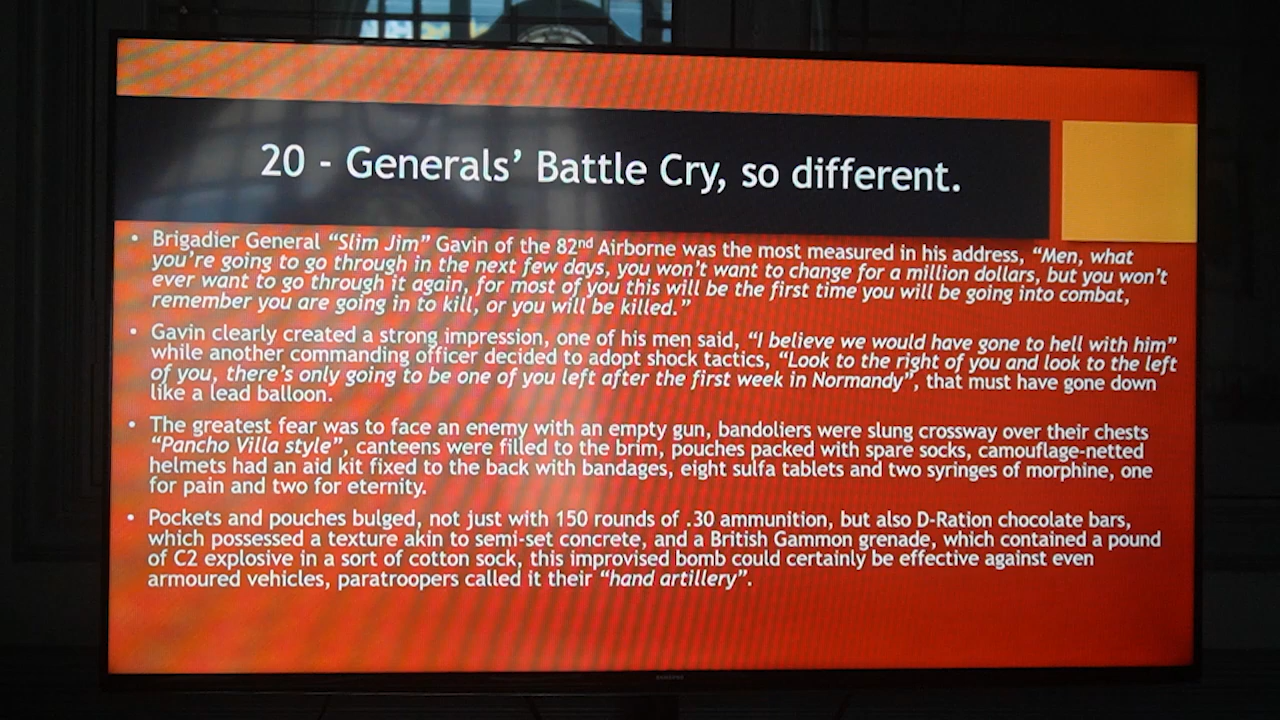 20 - Generals’ Battle Cry, so different.
• Brigadier General “Slim Jim” Gavin of the 82nd Airborne was the most measured in his address, “Men, what
you’re going to go through in the next few days, you won’t want to change for a million dollars, but you won’t
ever want to go through it again, for most of you this will be the first time you will be going into combat,
remember you are going in to kill, or you will be killed.”
• Gavin clearly created a strong impression, one of his men said, “I believe we would have gone to hell with him”
while another commanding officer decided to adopt shock tactics, “Look to the right of you and look to the left
of you, there’s only going to be one of you left after the first week in Normandy”, that must have gone down
like a lead balloon.
• The greatest fear was to face an enemy with an empty gun, bandoliers were slung crossway over their chests
“Pancho Villa style”, canteens were filled to the brim, pouches packed with spare socks, camouflage-netted
helmets had an aid kit fixed to the back with bandages, eight sulfa tablets and two syringes of morphine, one
for pain and two for eternity.
• Pockets and pouches bulged, not just with 150 rounds of .30 ammunition, but also D-Ration chocolate bars,
which possessed a texture akin to semi-set concrete, and a British Gammon grenade, which contained a pound
of C2 explosive in a sort of cotton sock, this improvised bomb could certainly be effective against even
armoured vehicles, paratroopers called it their “hand artillery”.
SAMSUNG